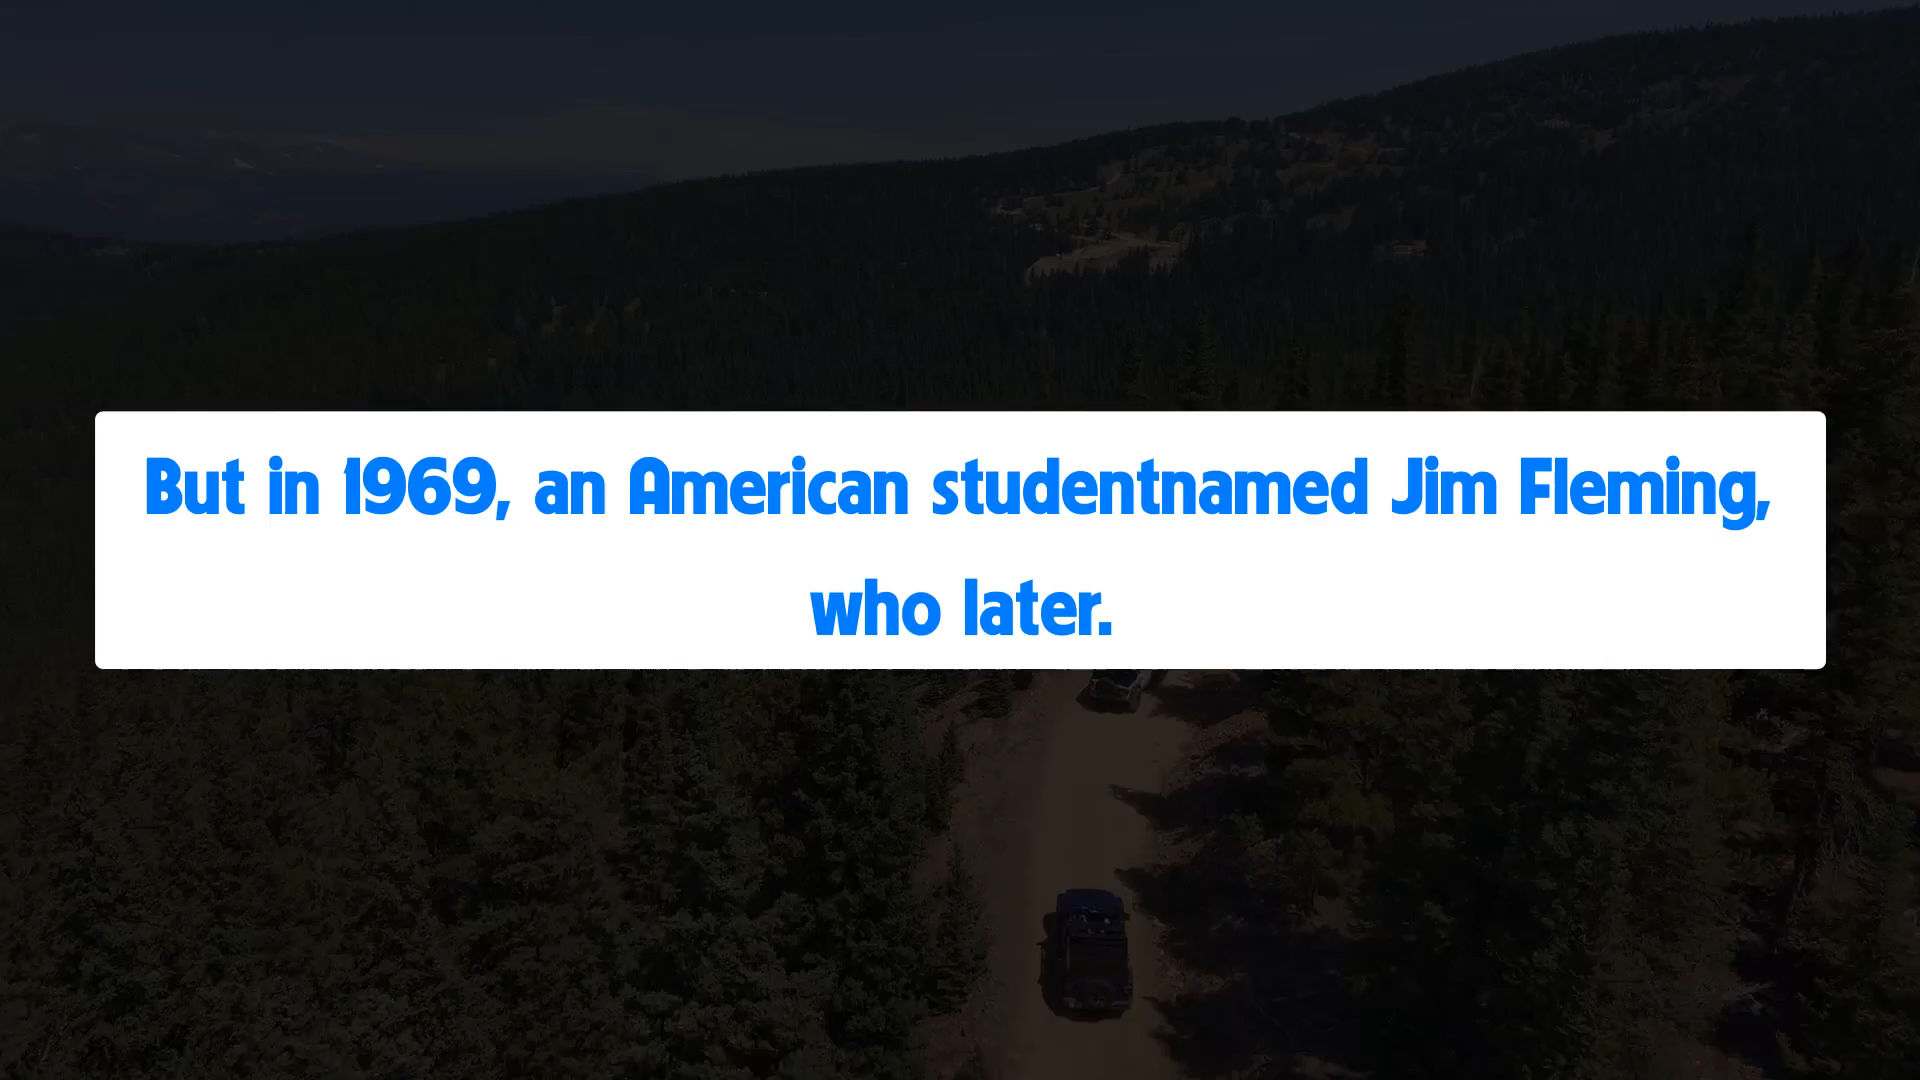 But in 1969, an American studentnamed Jim Fleming,
who later.